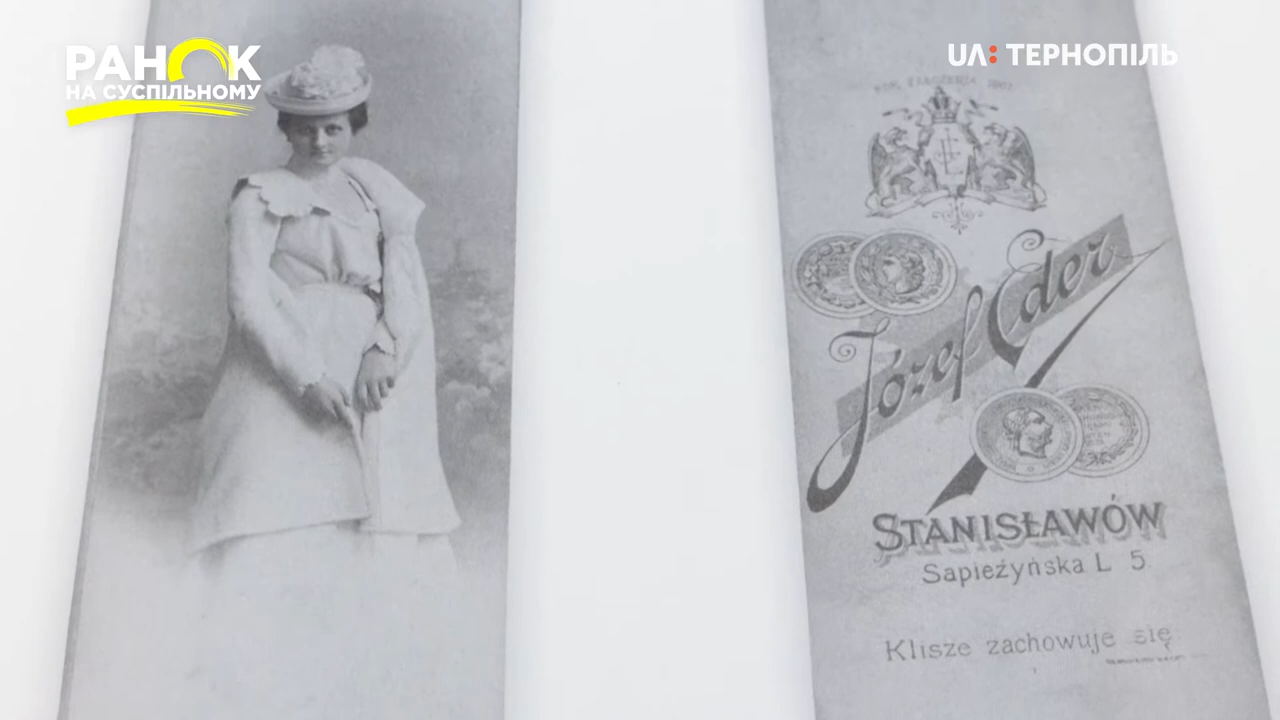 РАНОК
НА СУСПІЛЬНОМУ
UA: ТЕРНОПІЛЬ
Józef Eder
STANISŁAWÓW
Sapieżyńska L 5.
Klisze zachowuje się